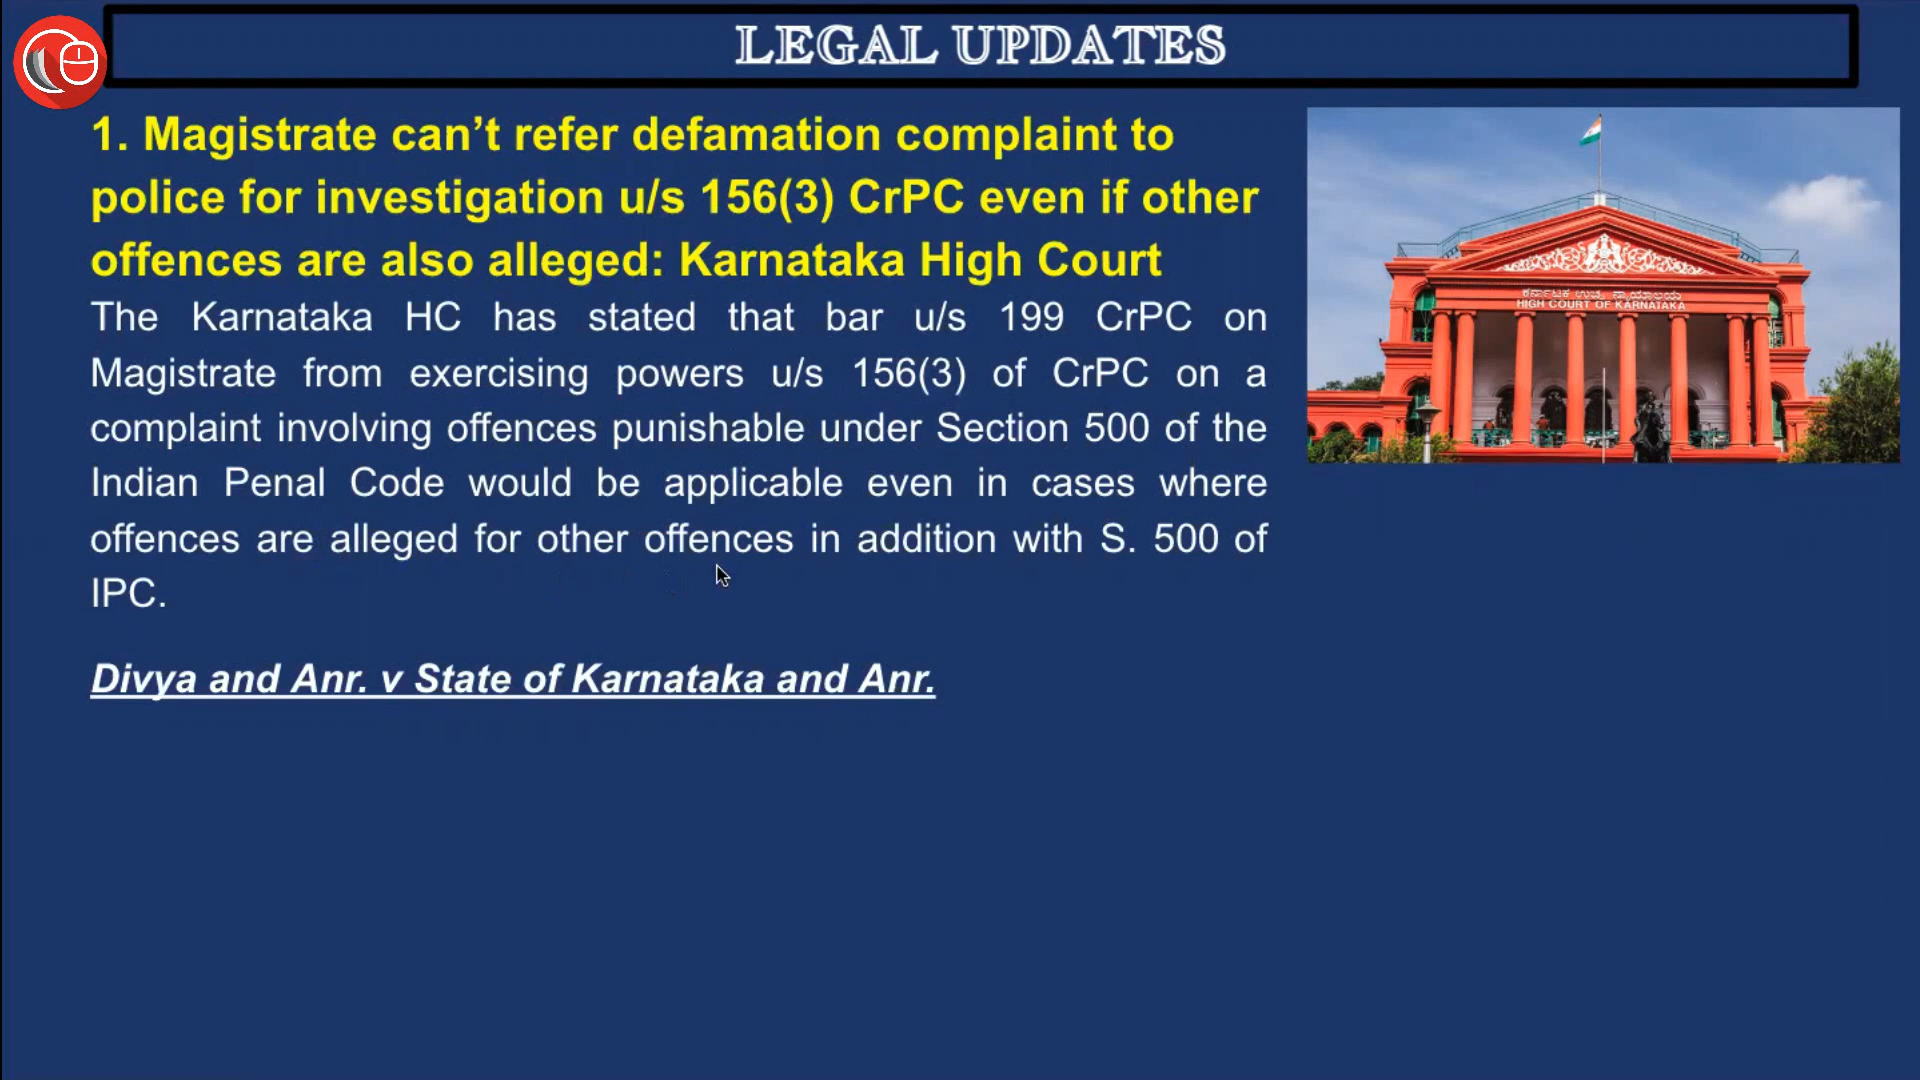 LEGAL UPDATES
1. Magistrate can’t refer defamation complaint to
police for investigation u/s 156(3) CrPC even if other
offences are also alleged: Karnataka High Court
The Karnataka HC has stated that bar u/s 199 CrPC on
Magistrate from exercising powers u/s 156(3) of CrPC on a
complaint involving offences punishable under Section 500 of the
Indian Penal Code would be applicable even in cases where
offences are alleged for other offences in addition with S. 500 of
IPC.
Divya and Anr. v State of Karnataka and Anr.
ಕರ್ನಾಟಕ ಉಚ್ಚ ನ್ಯಾಯಾಲಯ
HIGH COURT OF KARNATAKA